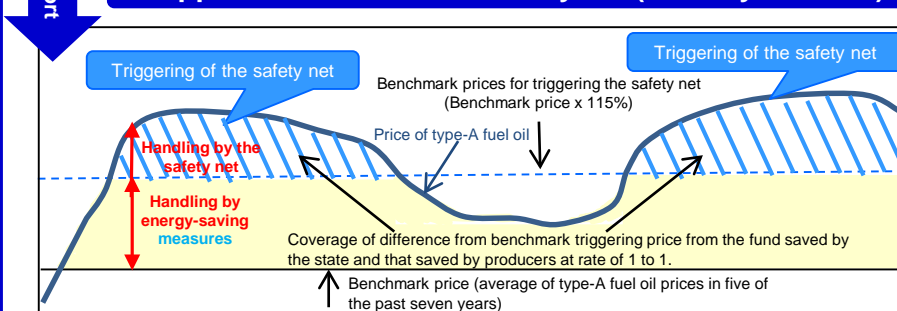 ort
Triggering of the safety net
Triggering of the safety net
Benchmark prices for triggering the safety net
(Benchmark price x 115%)
Price of type-A fuel oil
Handling by the
safety net
Handling by
energy-saving
measures
Coverage of difference from benchmark triggering price from the fund saved by
the state and that saved by producers at rate of 1 to 1.
Benchmark price (average of type-A fuel oil prices in five of
the past seven years)